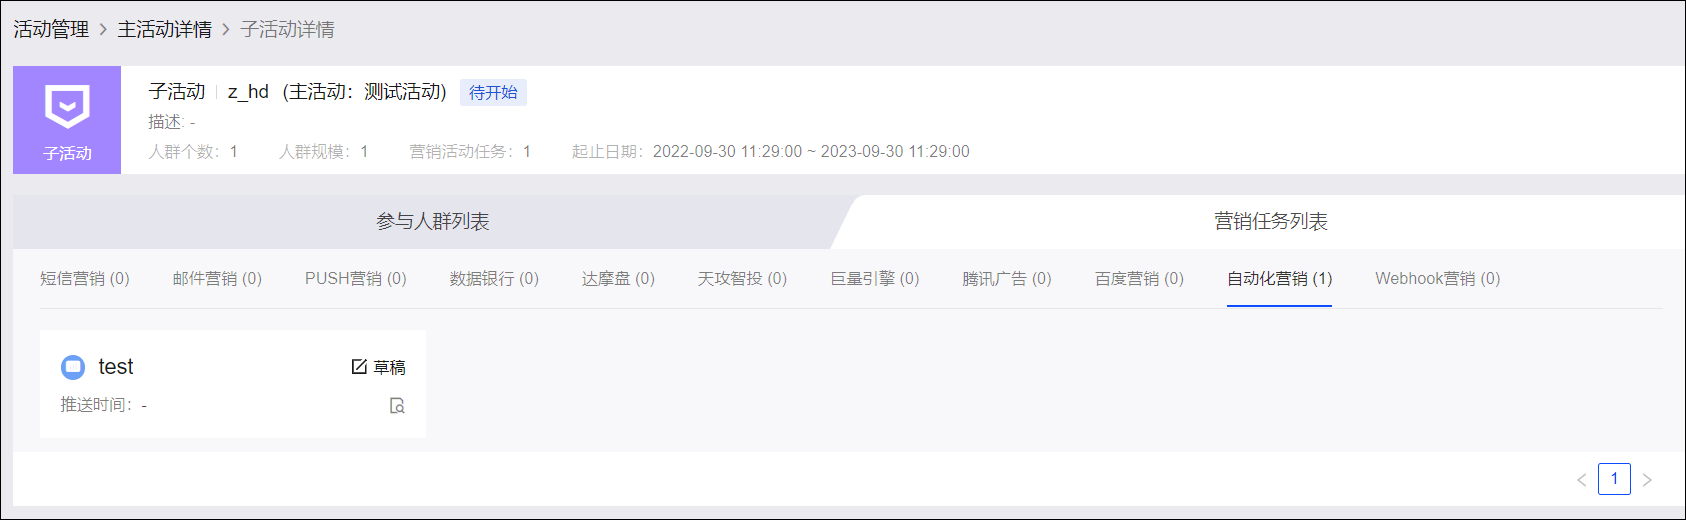 活动管理 > 主活动详情 > 子活动详情
子活动 | z_hd (主活动：测试活动) 待开始
描述: -
子活动
人群个数：1 人群规模：1 营销活动任务：1 起止日期：2022-09-30 11:29:00 ~ 2023-09-30 11:29:00
参与人群列表 营销任务列表
短信营销 (0) 邮件营销 (0) PUSH营销 (0) 数据银行 (0) 达摩盘 (0) 天攻智投 (0) 巨量引擎 (0) 腾讯广告 (0) 百度营销 (0) 自动化营销 (1) Webhook营销 (0)
test 草稿
推送时间：-
< 1 >